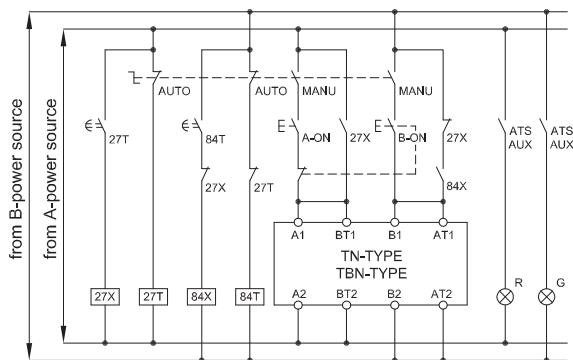 from B-power source
from A-power source
AUTO AUTO MANU MANU
27T 84T A-ON 27X B-ON 27X ATS AUX ATS AUX
27X 27T 84X
A1 BT1 B1 AT1
TN-TYPE
TBN-TYPE
A2 BT2 B2 AT2
27X 27T 84X 84T R G